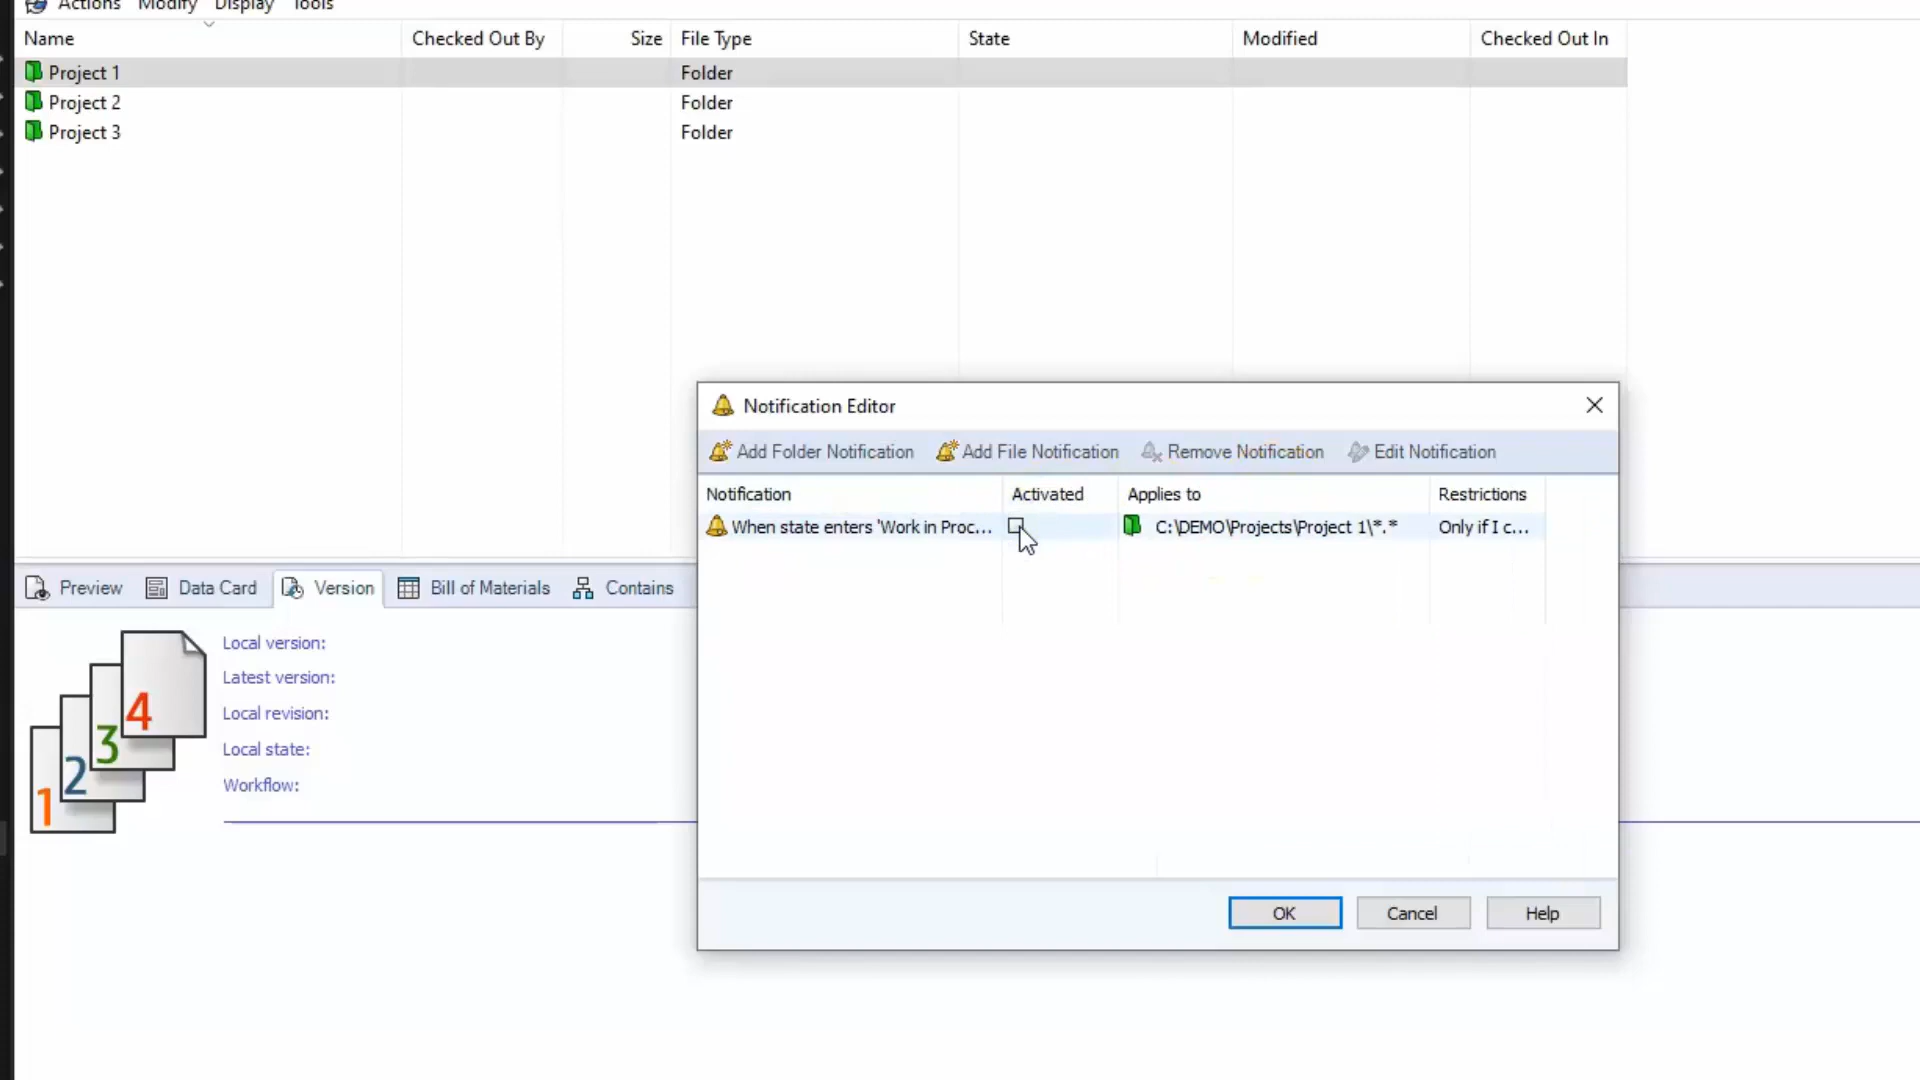 Actions Modify Display Tools
Name Checked Out By Size File Type State Modified Checked Out In
Project 1 Folder
Project 2 Folder
Project 3 Folder
Notification Editor
Add Folder Notification Add File Notification Remove Notification Edit Notification
Notification Activated Applies to Restrictions
When state enters 'Work in Proc... C:\DEMO\Projects\Project 1\*.* Only if I c...
Preview Data Card Version Bill of Materials Contains
1 2 3 4
Local version:
Latest version:
Local revision:
Local state:
Workflow:
OK Cancel Help